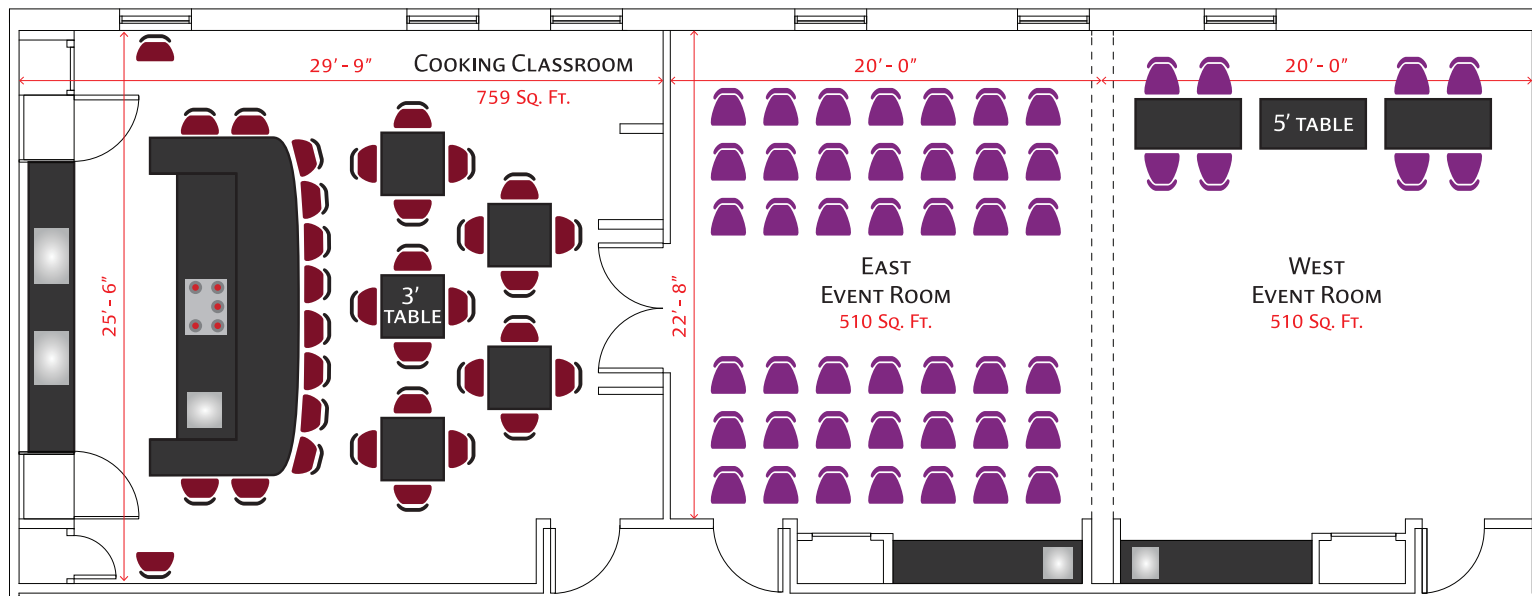 29'- 9"
COOKING CLASSROOM
759 SQ. FT.
20'- 0"
20'- 0"
5' TABLE
25'- 6"
3'
TABLE
22'- 8"
EAST
EVENT ROOM
510 SQ. FT.
WEST
EVENT ROOM
510 SQ. FT.